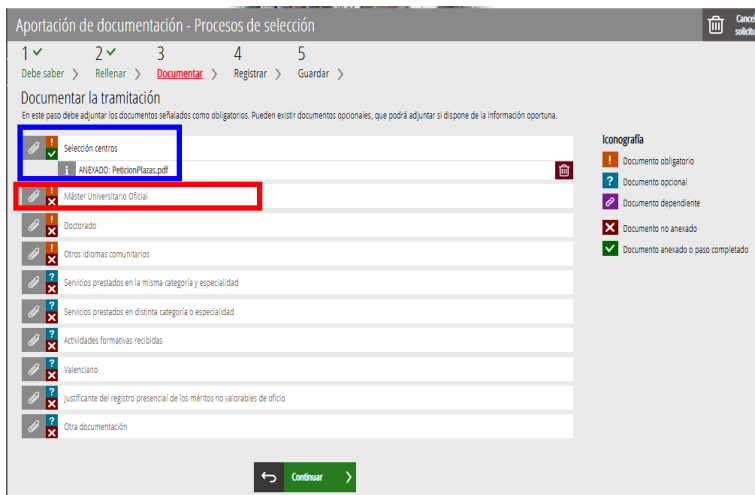 Aportación de documentación - Procesos de selección
1 2 3 4 5
Debe saber Rellenar Documentar Registrar Guardar
Documentar la tramitación
En este paso debe adjuntar los documentos señalados como obligatorios. Pueden existir documentos opcionales, que podrá adjuntar si dispone de la información oportuna.
Selección centros
ANEXADO: PeticionPlazas.pdf
Máster Universitario Oficial
Doctorado
Otros idiomas comunitarios
Servicios prestados en la misma categoría y especialidad
Servicios prestados en distinta categoría o especialidad
Actividades formativas recibidas
Valenciano
Justificante del registro presencial de los méritos no valorables de oficio
Otra documentación
Continuar
Iconografía
! Documento obligatorio
? Documento opcional
Documento dependiente
Documento no anexado
Documento anexado o paso completado